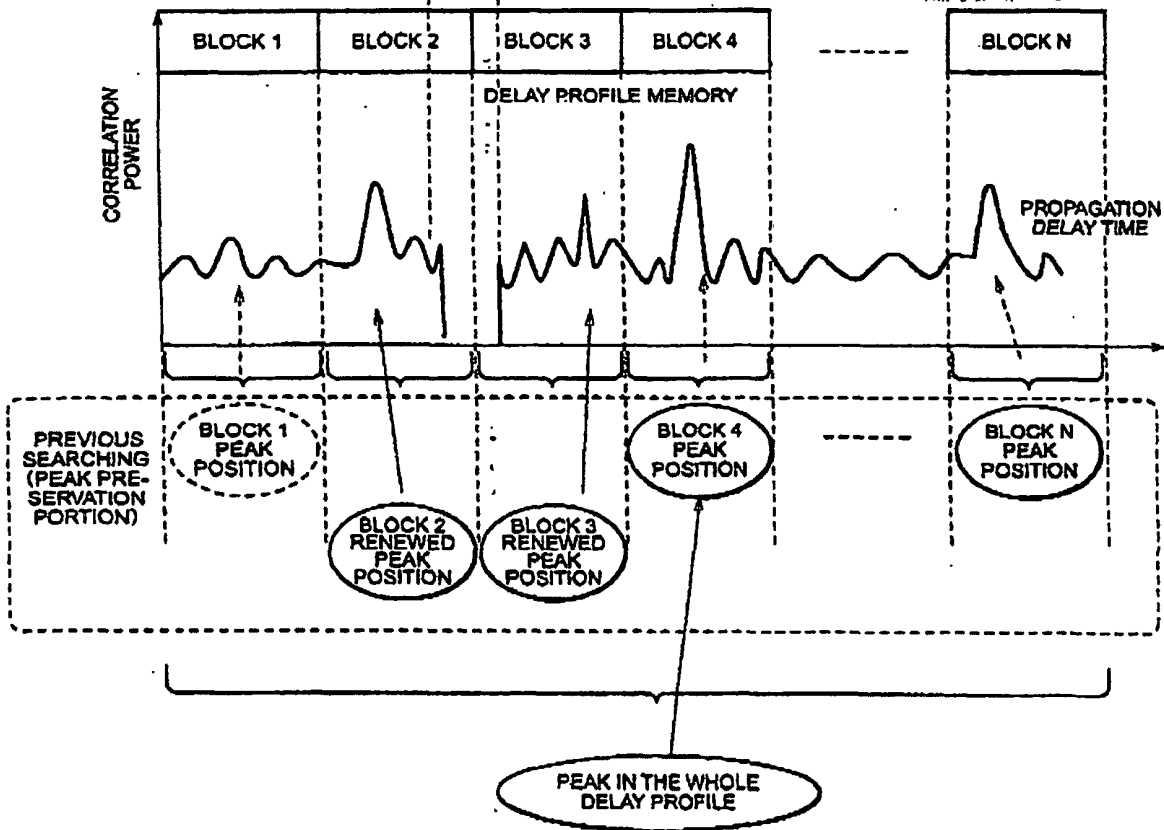 BLOCK 1
BLOCK 2
BLOCK 3
BLOCK 4
BLOCK N
DELAY PROFILE MEMORY
CORRELATION
POWER
PROPAGATION
DELAY TIME
PREVIOUS
SEARCHING
(PEAK PRE-
SERVATION
PORTION)
BLOCK 1
PEAK
POSITION
BLOCK 2
RENEWED
PEAK
POSITION
BLOCK 3
RENEWED
PEAK
POSITION
BLOCK 4
PEAK
POSITION
BLOCK N
PEAK
POSITION
PEAK IN THE WHOLE
DELAY PROFILE